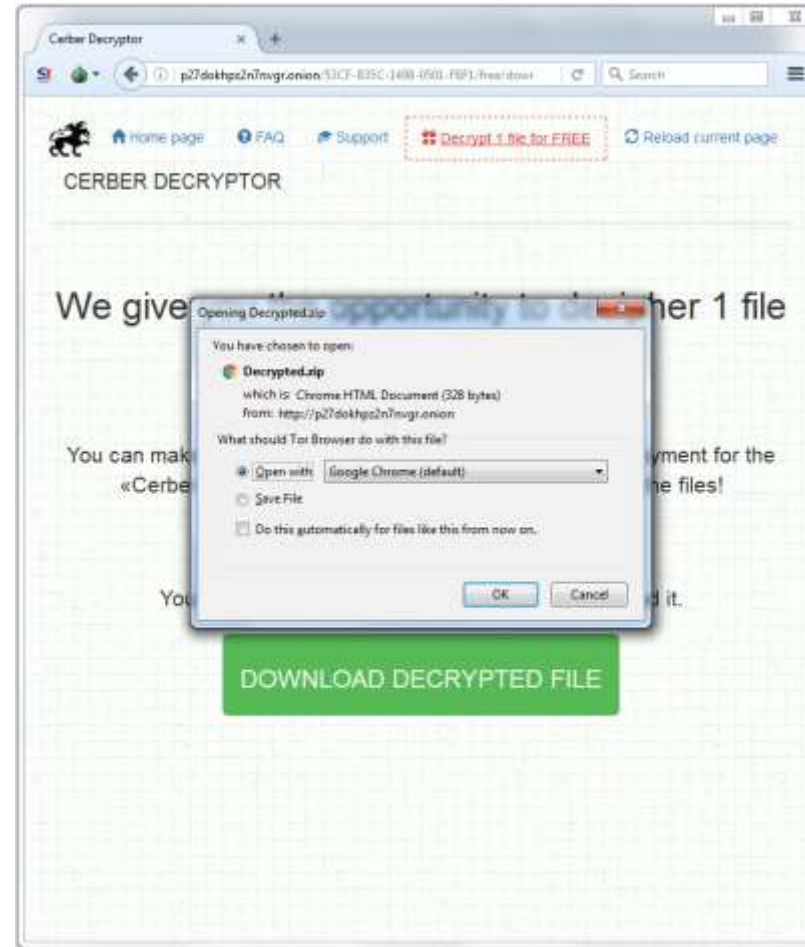 Cerber Decryptor
p27dokhpz2n7nvgr.onion
Search
Home page
FAQ
Support
Decrypt 1 file for FREE
Reload current page
CERBER DECRYPTOR
We give opportunity to her 1 file
Opening Decrypted.zip
You have chosen to open:
Decrypted.zip
which is: Chrome HTML Document (328 bytes)
from: http://p27dokhpz2n7nvgr.onion
What should Tor Browser do with this file?
You can mak yment for the
«Cerbe he files!
Open with Google Chrome (default)
Save File
Do this automatically for files like this from now on.
OK
Cancel
You d it.
DOWNLOAD DECRYPTED FILE